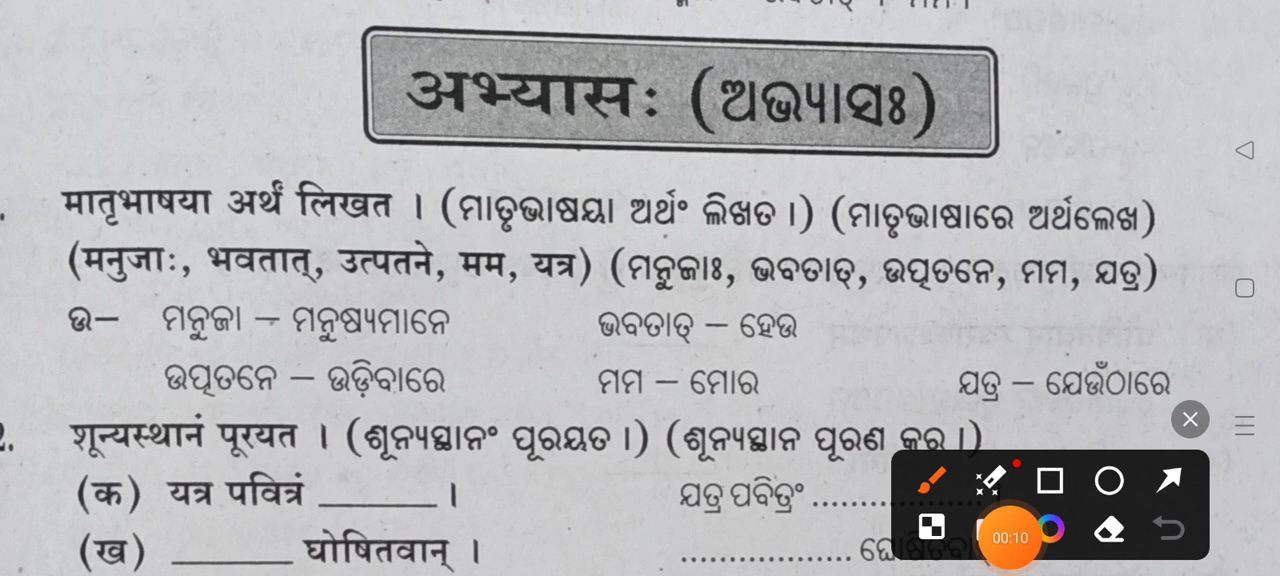 अभ्यासः (ଅଭ୍ୟାସଃ)
मातृभाषया अर्थं लिखत । (ମାତୃଭାଷୟା ଅର୍ଥଂ ଲିଖତ ।) (ମାତୃଭାଷାରେ ଅର୍ଥଲେଖ)
(मनुजाः, भवतात्, उत्पतने, मम, यत्र) (ମନୁଜାଃ, ଭବତାତ୍, ଉତ୍ପତନେ, ମମ, ଯତ୍ର)
ଉ– ମନୁଜା – ମନୁଷ୍ୟମାନେ ଭବତାତ୍ – ହେଉ
ଉତ୍ପତନେ – ଉଡ଼ିବାରେ ମମ – ମୋର ଯତ୍ର – ଯେଉଁଠାରେ
2. शून्यस्थानं पूरयत । (ଶୂନ୍ୟସ୍ଥାନଂ ପୂରୟତ ।) (ଶୂନ୍ୟସ୍ଥାନ ପୂରଣ କର ।)
(क) यत्र पवित्रं _______ । ଯତ୍ର ପବିତ୍ରଂ ..................
(ख) _______ घोषितवान् । ..................
00:10